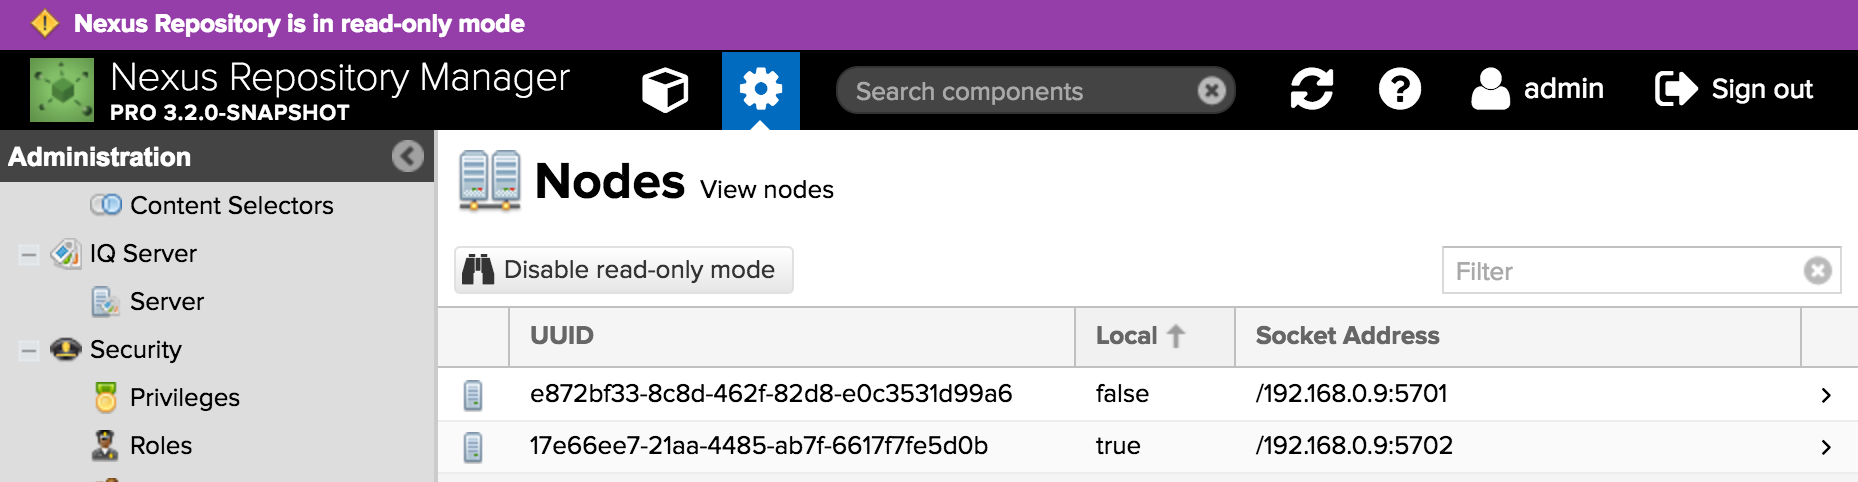 Nexus Repository is in read-only mode
Nexus Repository Manager
PRO 3.2.0-SNAPSHOT
Search components
admin
Sign out
Administration
Content Selectors
IQ Server
Server
Security
Privileges
Roles
Nodes View nodes
Disable read-only mode
Filter
UUID Local Socket Address
e872bf33-8c8d-462f-82d8-e0c3531d99a6 false /192.168.0.9:5701
17e66ee7-21aa-4485-ab7f-6617f7fe5d0b true /192.168.0.9:5702